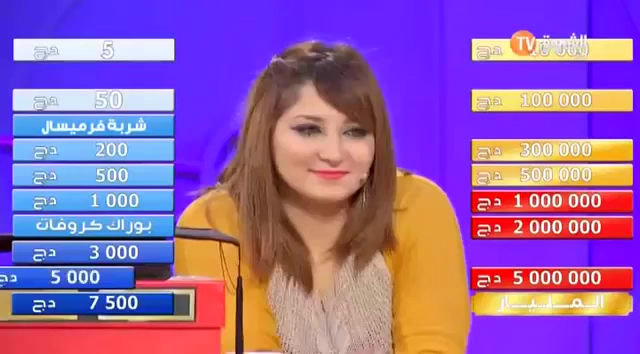 الشروق TV
5 دج
50 دج
شربة فرميسال
200 دج
500 دج
1 000 دج
بوراك كروفات
3 000 دج
5 000
7 500 دج
100 000 دج
300 000 دج
500 000 دج
1 000 000 دج
2 000 000 دج
5 000 000 دج
المليار